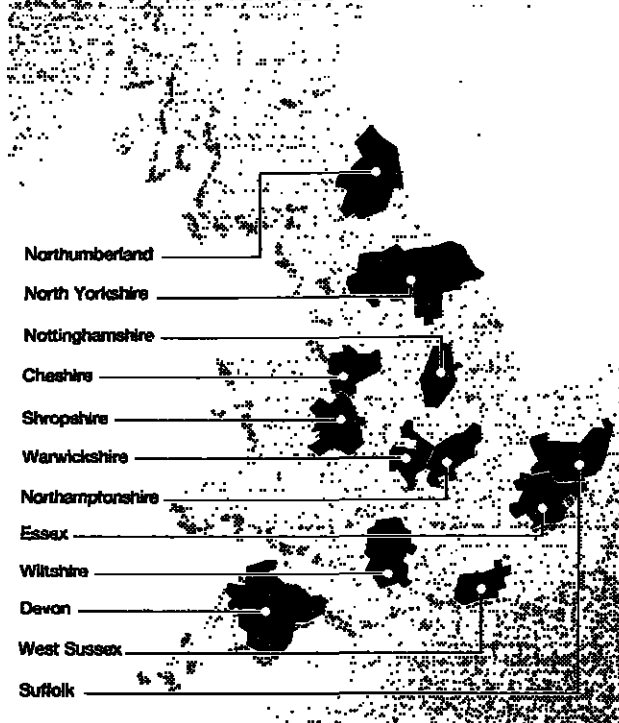 Northumberland
North Yorkshire
Nottinghamshire
Cheshire
Shropshire
Warwickshire
Northamptonshire
Essex
Wiltshire
Devon
West Sussex
Suffolk